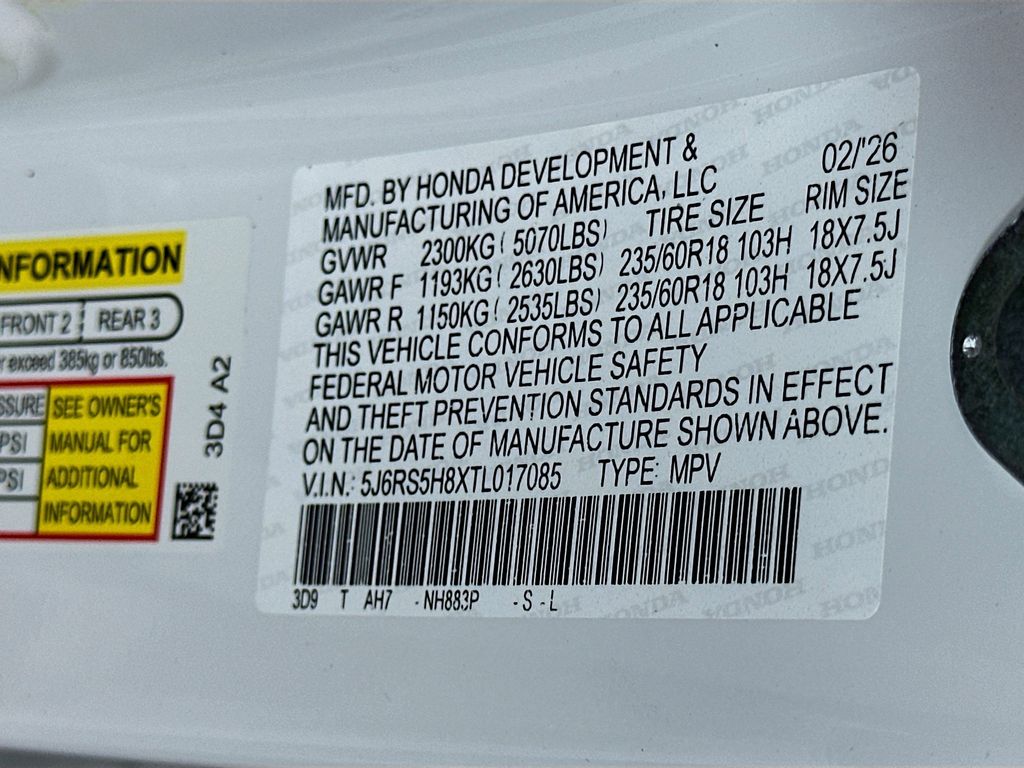 NFORMATION
FRONT 2 REAR 3
exceed 385kg or 850lbs.
SSURE SEE OWNER'S
PSI MANUAL FOR
PSI ADDITIONAL
INFORMATION
3D4 A2
MFD. BY HONDA DEVELOPMENT & 02/'26
MANUFACTURING OF AMERICA, LLC
GVWR 2300KG ( 5070LBS) TIRE SIZE RIM SIZE
GAWR F 1193KG ( 2630LBS) 235/60R18 103H 18X7.5J
GAWR R 1150KG ( 2535LBS) 235/60R18 103H 18X7.5J
THIS VEHICLE CONFORMS TO ALL APPLICABLE
FEDERAL MOTOR VEHICLE SAFETY
AND THEFT PREVENTION STANDARDS IN EFFECT
ON THE DATE OF MANUFACTURE SHOWN ABOVE.
V.I.N.: 5J6RS5H8XTL017085 TYPE: MPV
3D9 T AH7 -NH883P -S -L